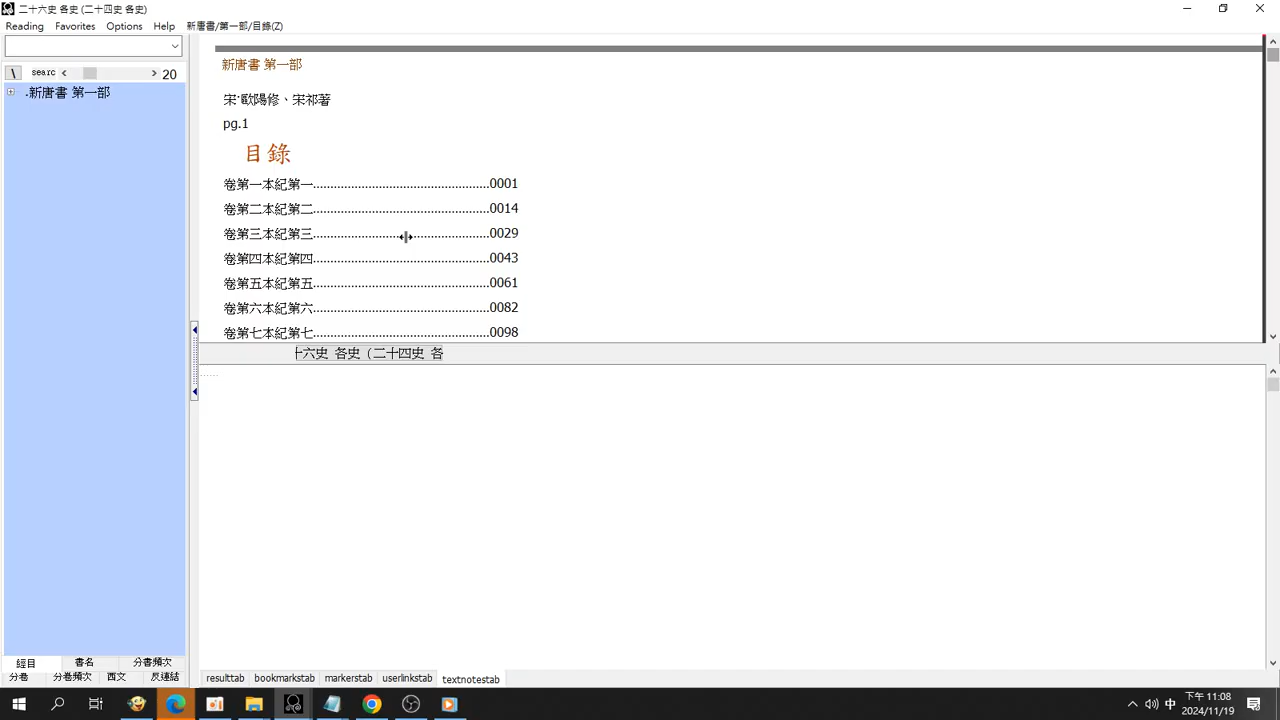 二十六史 各史 (二十四史 各史)
Reading Favorites Options Help 新唐書/第一部/目錄(Z)
\ searc < > 20
.新唐書 第一部
新唐書 第一部
宋˙歐陽修、宋祁著
pg.1
目錄
卷第一本紀第一...........................................0001
卷第二本紀第二...........................................0014
卷第三本紀第三...........................................0029
卷第四本紀第四...........................................0043
卷第五本紀第五...........................................0061
卷第六本紀第六...........................................0082
卷第七本紀第七...........................................0098
十六史 各史 (二十四史 各
......
經目 書名 分書頻次
分卷 分卷頻次 西文 反連結
resulttab bookmarkstab markerstab userlinkstab textnotestab
中
下午 11:08
2024/11/19